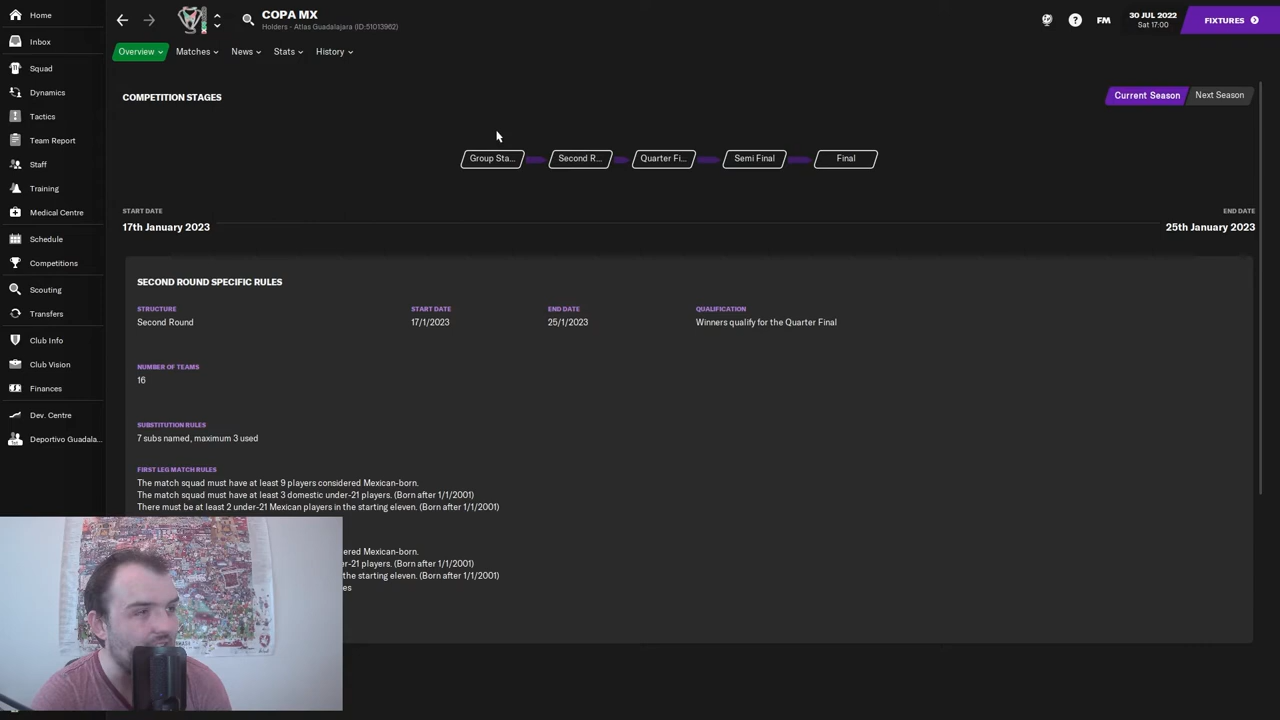 Home
Inbox
Squad
Dynamics
Tactics
Team Report
Staff
Training
Medical Centre
Schedule
Competitions
Scouting
Transfers
Club Info
Club Vision
Finances
Dev. Centre
Deportivo Guadala...
COPA MX
Holders - Atlas Guadalajara (ID:51013962)
?
FM
30 JUL 2022
Sat 17:00
FIXTURES
Overview
Matches
News
Stats
History
COMPETITION STAGES
Current Season
Next Season
Group Sta...
Second R...
Quarter Fi...
Semi Final
Final
START DATE
17th January 2023
END DATE
25th January 2023
SECOND ROUND SPECIFIC RULES
STRUCTURE
Second Round
START DATE
17/1/2023
END DATE
25/1/2023
QUALIFICATION
Winners qualify for the Quarter Final
NUMBER OF TEAMS
16
SUBSTITUTION RULES
7 subs named, maximum 3 used
FIRST LEG MATCH RULES
The match squad must have at least 9 players considered Mexican-born.
The match squad must have at least 3 domestic under-21 players. (Born after 1/1/2001)
There must be at least 2 under-21 Mexican players in the starting eleven. (Born after 1/1/2001)
ered Mexican-born.
er-21 players. (Born after 1/1/2001)
the starting eleven. (Born after 1/1/2001)
es